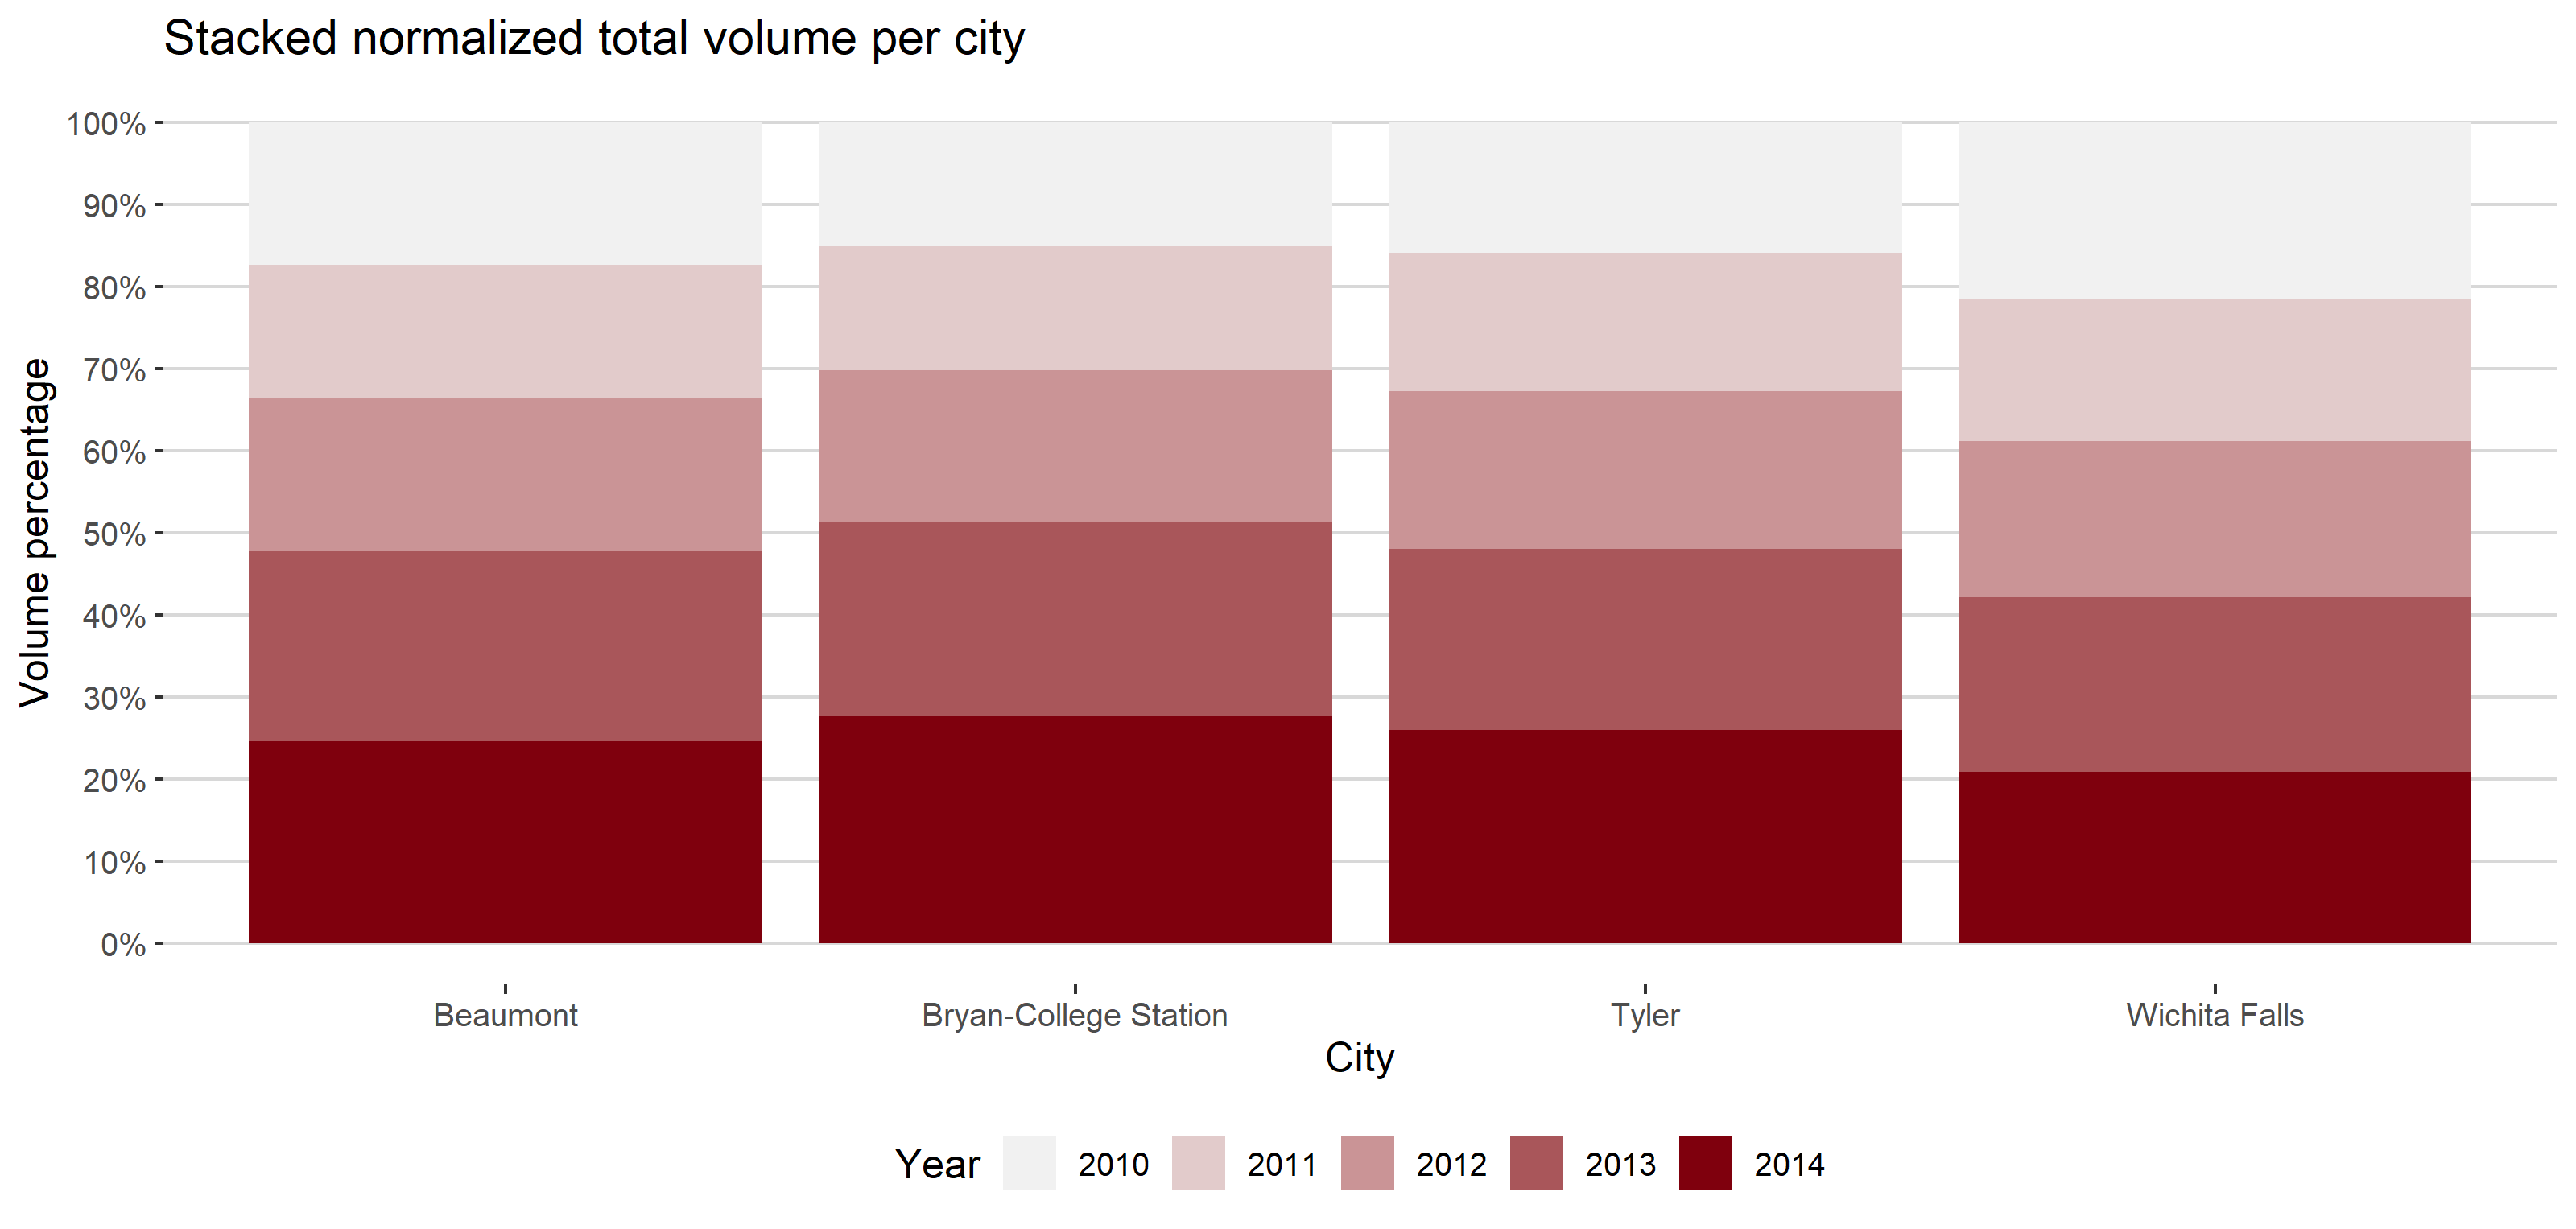 Stacked normalized total volume per city
100%
90%
80%
70%
60%
50%
40%
30%
20%
10%
0%
Volume percentage
Beaumont
Bryan-College Station
Tyler
Wichita Falls
City
Year 2010 2011 2012 2013 2014